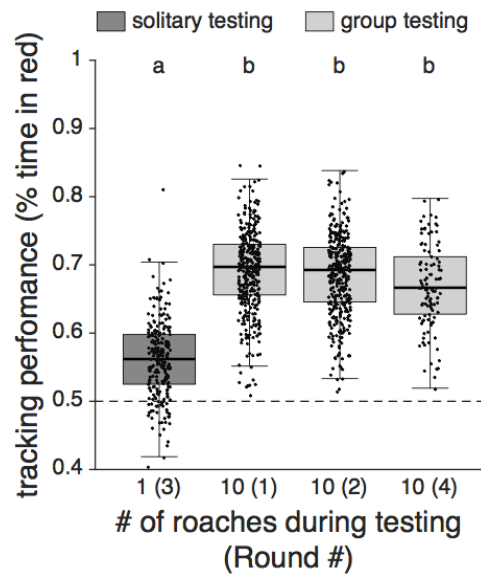 solitary testing group testing
a b b b
1
0.9
0.8
0.7
0.6
0.5
0.4
tracking perfomance (% time in red)
1 (3) 10 (1) 10 (2) 10 (4)
# of roaches during testing
(Round #)